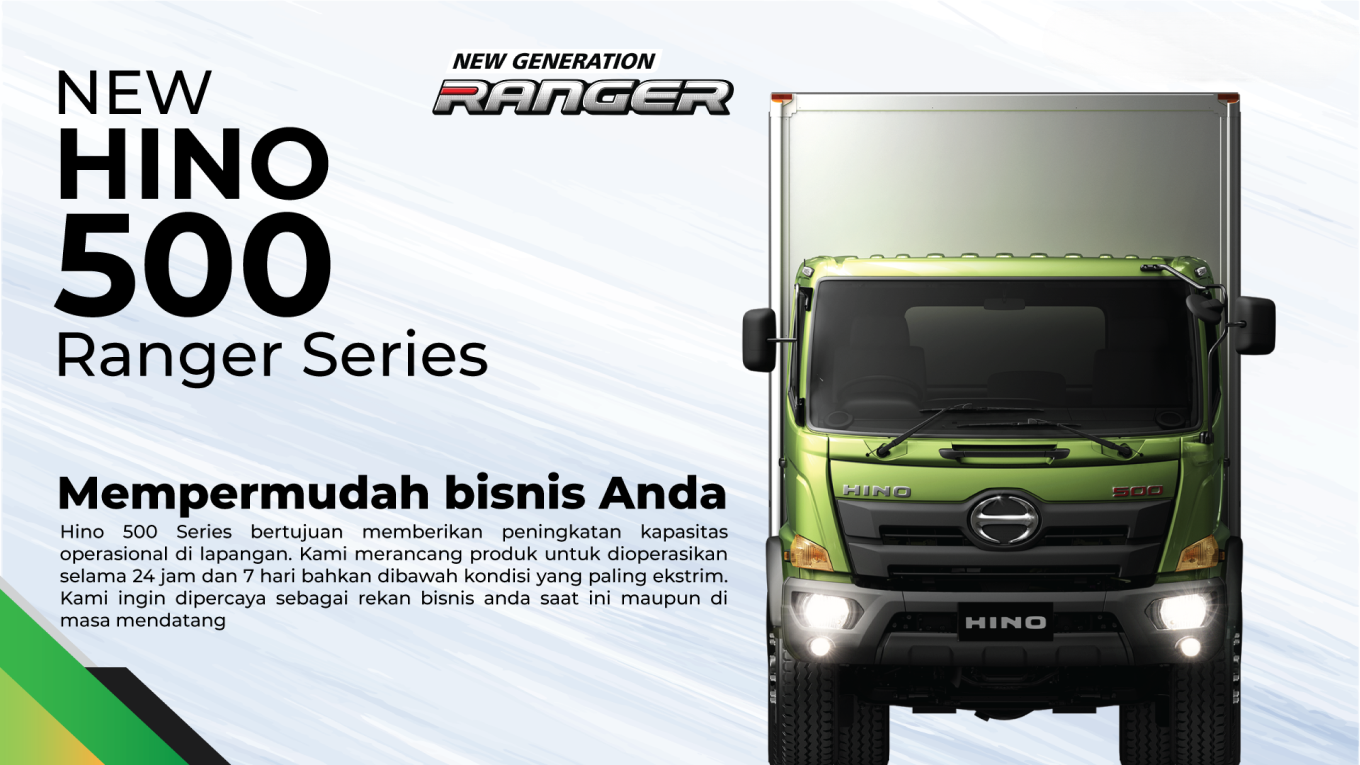 NEW
HINO
500
Ranger Series
NEW GENERATION
RANGER
Mempermudah bisnis Anda
Hino 500 Series bertujuan memberikan peningkatan kapasitas
operasional di lapangan. Kami merancang produk untuk dioperasikan
selama 24 jam dan 7 hari bahkan dibawah kondisi yang paling ekstrim.
Kami ingin dipercaya sebagai rekan bisnis anda saat ini maupun di
masa mendatang
HINO
500
HINO